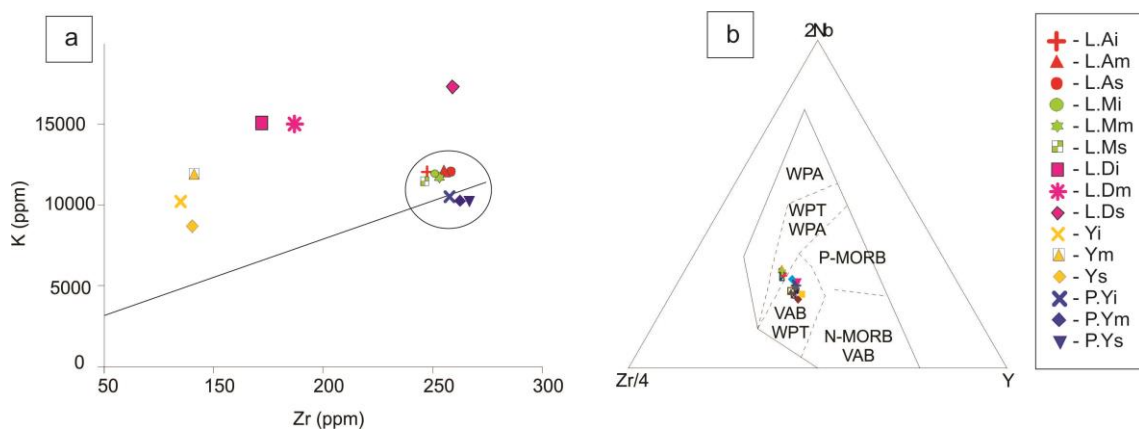 a
K (ppm)
15000
10000
5000
0
50
150
200
250
300
Zr (ppm)
b
2Nb
WPA
WPT
WPA
P-MORB
VAB
WPT
N-MORB
VAB
Zr/4
Y
- L.Ai
- L.Am
- L.As
- L.Mi
- L.Mm
- L.Ms
- L.Di
- L.Dm
- L.Ds
- Yi
- Ym
- Ys
- P.Yi
- P.Ym
- P.Ys